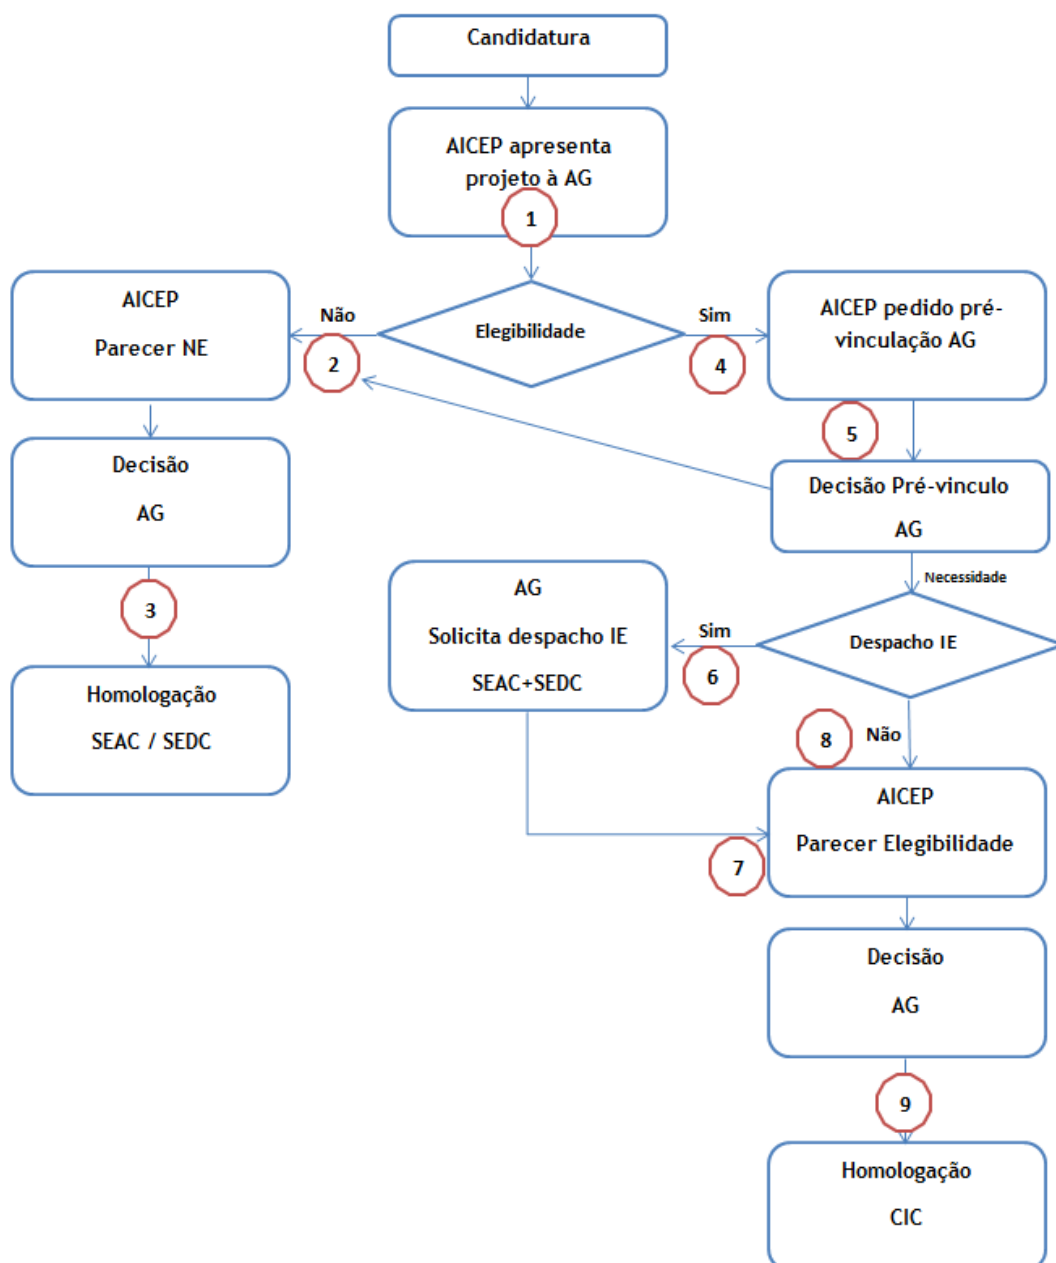 Candidatura
AICEP apresenta
projeto à AG
1
AICEP
Parecer NE
Não
2
Elegibilidade
Sim
4
AICEP pedido pré-
vinculação AG
5
Decisão
AG
3
Homologação
SEAC / SEDC
Decisão Pré-vinculo
AG
Necessidade
Despacho IE
Sim
6
AG
Solicita despacho IE
SEAC+SEDC
8
Não
7
AICEP
Parecer Elegibilidade
Decisão
AG
9
Homologação
CIC